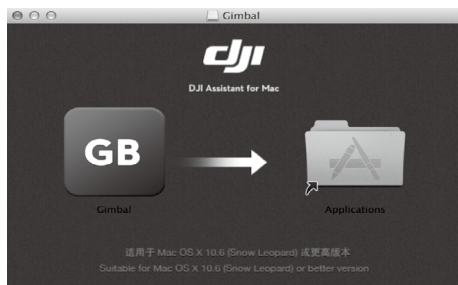 Gimbal
dji
DJI Assistant for Mac
GB
Gimbal
Applications
适用于 Mac OS X 10.6 (Snow Leopard) 或更高版本
Suitable for Mac OS X 10.6 (Snow Leopard) or better version